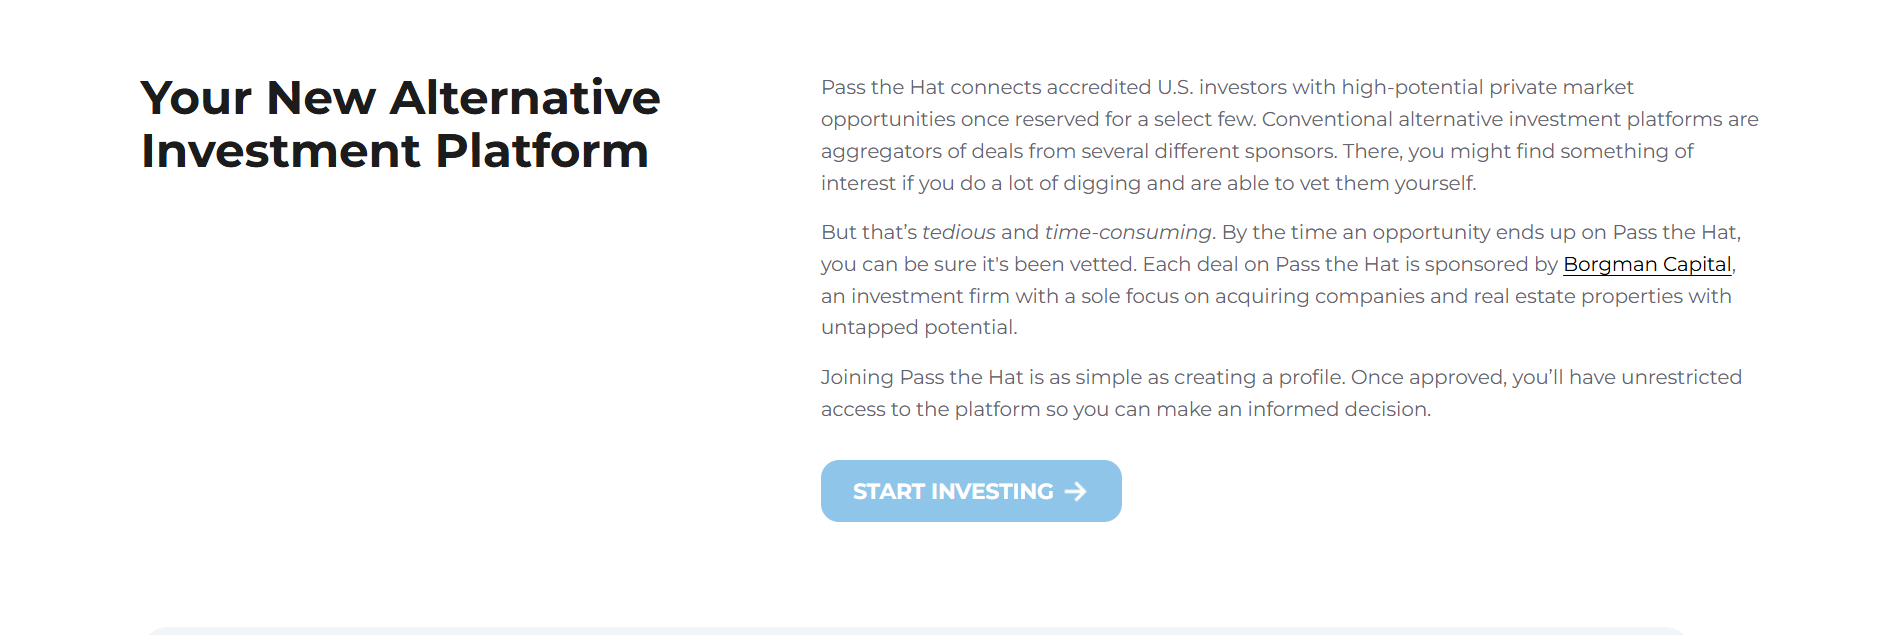 Your New Alternative
Investment Platform
Pass the Hat connects accredited U.S. investors with high-potential private market
opportunities once reserved for a select few. Conventional alternative investment platforms are
aggregators of deals from several different sponsors. There, you might find something of
interest if you do a lot of digging and are able to vet them yourself.
But that’s tedious and time-consuming. By the time an opportunity ends up on Pass the Hat,
you can be sure it's been vetted. Each deal on Pass the Hat is sponsored by Borgman Capital,
an investment firm with a sole focus on acquiring companies and real estate properties with
untapped potential.
Joining Pass the Hat is as simple as creating a profile. Once approved, you’ll have unrestricted
access to the platform so you can make an informed decision.
START INVESTING →